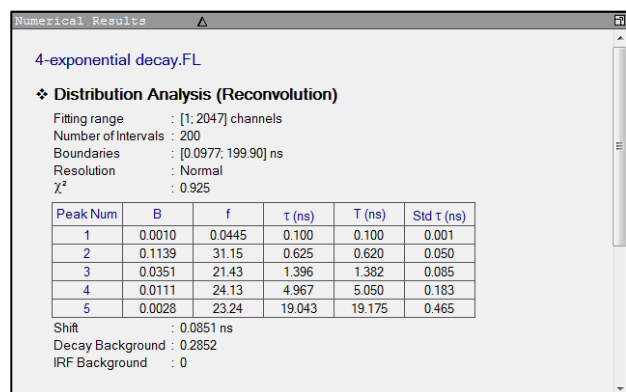 Numerical Results
4-exponential decay.FL
❖ Distribution Analysis (Reconvolution)
Fitting range : [1; 2047] channels
Number of Intervals : 200
Boundaries : [0.0977; 199.90] ns
Resolution : Normal
χ² : 0.925
Peak Num B f τ (ns) T (ns) Std τ (ns)
1 0.0010 0.0445 0.100 0.100 0.001
2 0.1139 31.15 0.625 0.620 0.050
3 0.0351 21.43 1.396 1.382 0.085
4 0.0111 24.13 4.967 5.050 0.183
5 0.0028 23.24 19.043 19.175 0.465
Shift : 0.0851 ns
Decay Background : 0.2852
IRF Background : 0